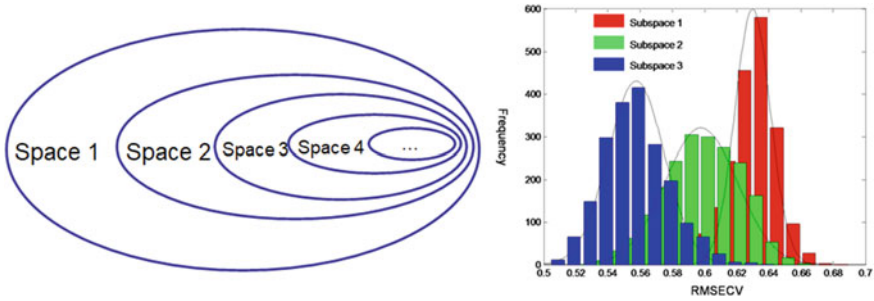 Space 1
Space 2
Space 3
Space 4
...
Subspace 1
Subspace 2
Subspace 3
Frequency
600
500
400
300
200
100
0
0.5
0.52
0.54
0.56
0.58
0.6
0.62
0.64
0.66
0.68
0.7
RMSECV